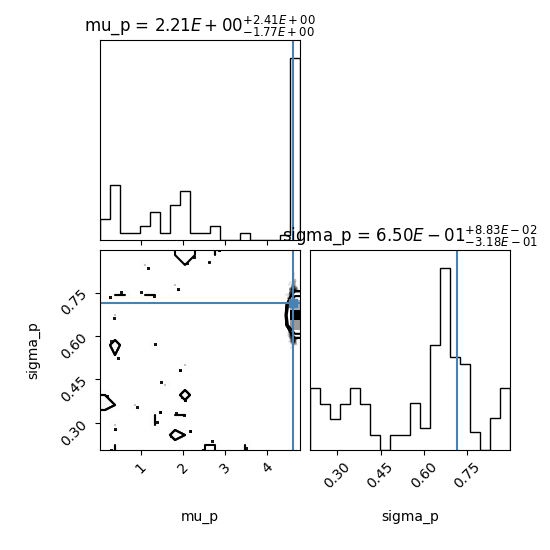 mu_p = 2.21E + 00+2.41E+00−1.77E+00
sigma_p = 6.50E − 01+8.83E−02−3.18E−01
sigma_p
0.75
0.60
0.45
0.30
1 2 3 4
mu_p
0.30 0.45 0.60 0.75
sigma_p